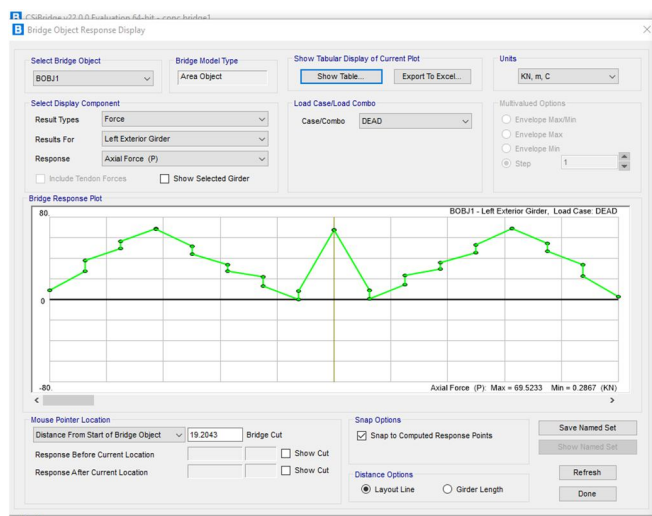 CSiBridge v22.0.0 Evaluation 64-bit - conc bridge1
Bridge Object Response Display
Select Bridge Object
BOBJ1
Bridge Model Type
Area Object
Show Tabular Display of Current Plot
Show Table...
Export To Excel...
Units
KN, m, C
Select Display Component
Result Types
Force
Results For
Left Exterior Girder
Response
Axial Force (P)
Include Tendon Forces
Show Selected Girder
Load Case/Load Combo
Case/Combo
DEAD
Multivalued Options
Envelope Max/Min
Envelope Max
Envelope Min
Step
1
Bridge Response Plot
80.
BOBJ1 - Left Exterior Girder, Load Case: DEAD
0
-80.
Axial Force (P): Max = 69.5233 Min = 0.2867 (KN)
Mouse Pointer Location
Distance From Start of Bridge Object
19.2043
Bridge Cut
Response Before Current Location
Show Cut
Response After Current Location
Show Cut
Snap Options
Snap to Computed Response Points
Distance Options
Layout Line
Girder Length
Save Named Set
Show Named Set
Refresh
Done